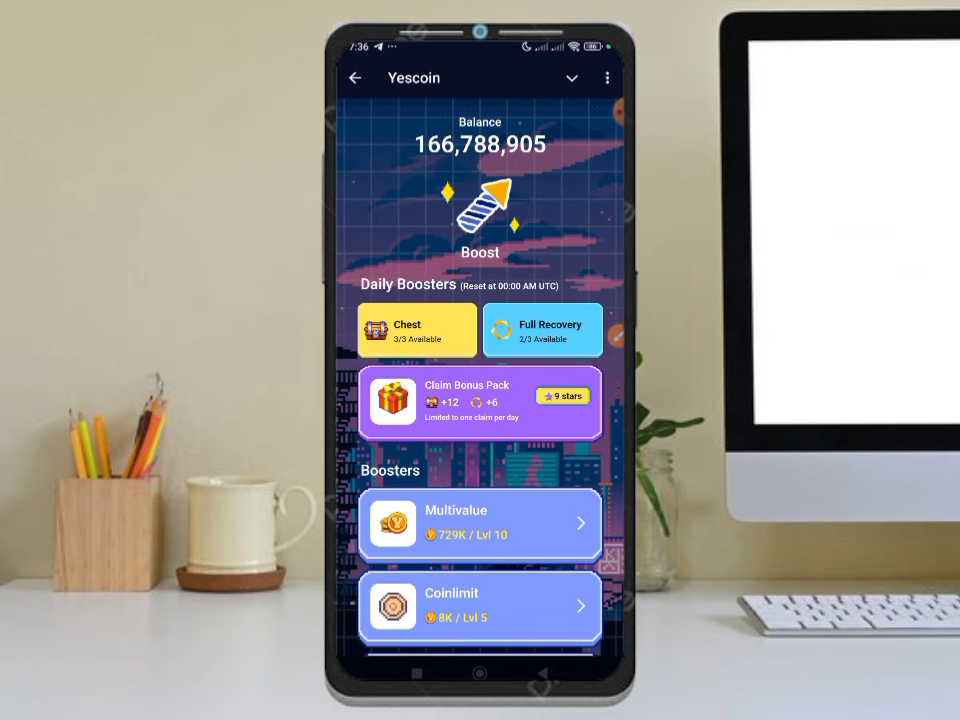 7:36
86
Yescoin
Balance
166,788,905
Boost
Daily Boosters (Reset at 00:00 AM UTC)
Chest
3/3 Available
Full Recovery
2/3 Available
Claim Bonus Pack
+12 +6
9 stars
Limited to one claim per day
Boosters
Multivalue
729K / Lvl 10
Coinlimit
8K / Lvl 5